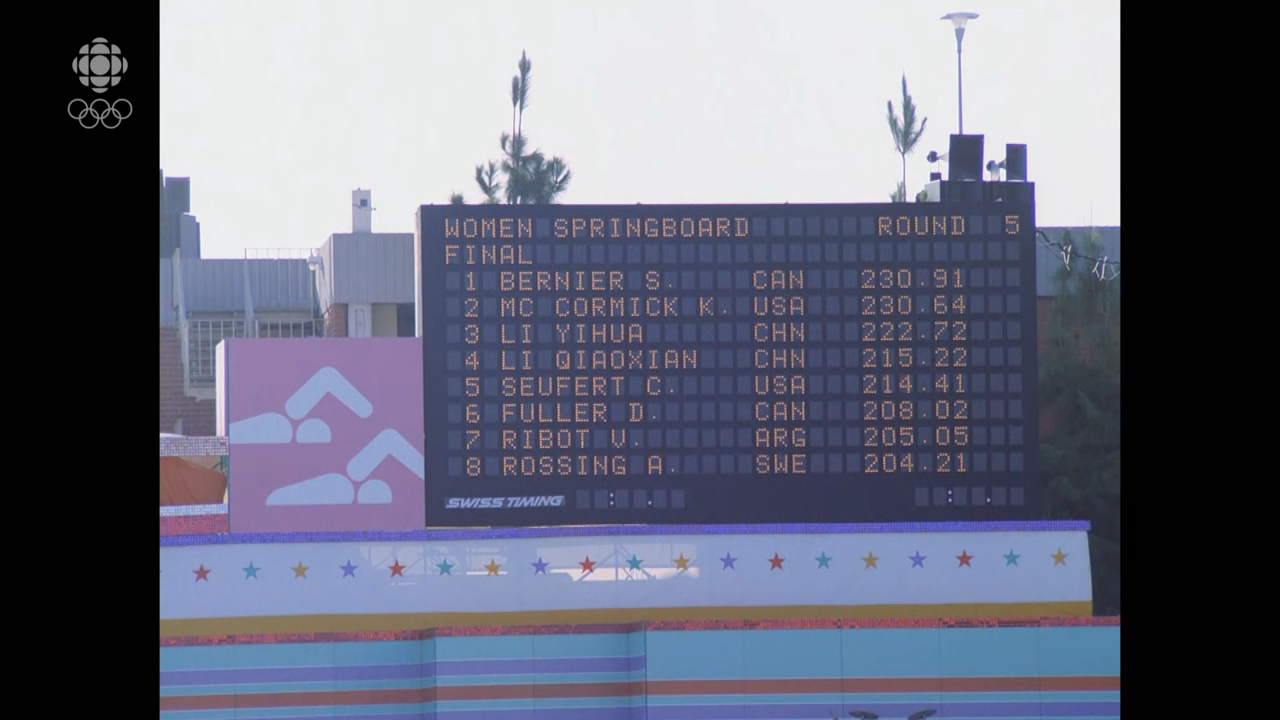 WOMEN SPRINGBOARD ROUND 5
FINAL
1 BERNIER S. CAN 230.91
2 MC CORMICK K. USA 230.64
3 LI YIHUA CHN 222.72
4 LI QIAOXIAN CHN 215.22
5 SEUFERT C. USA 214.41
6 FULLER D. CAN 208.02
7 RIBOT V. ARG 205.05
8 ROSSING A. SWE 204.21
SWISS TIMING